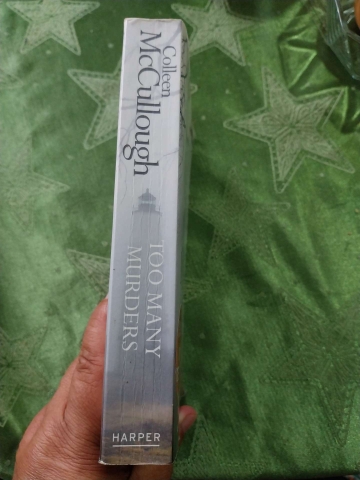 Colleen
McCullough
TOO MANY
MURDERS
HARPER